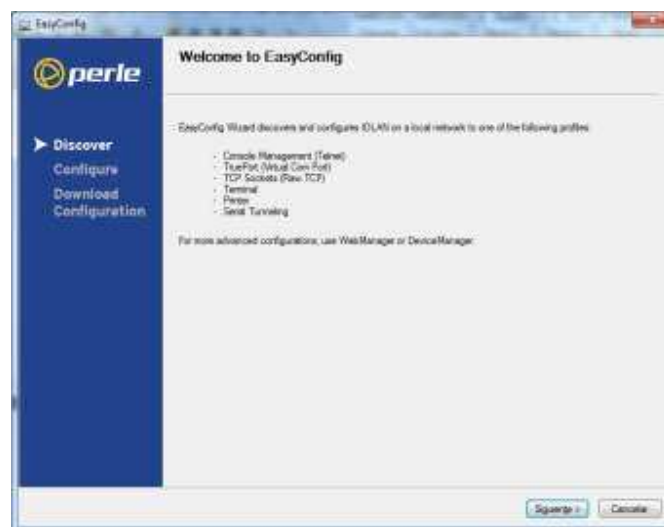 EasyConfig
perle
Welcome to EasyConfig
Discover
Configure
Download
Configuration
EasyConfig Wizard discovers and configures IOLAN on a local network to one of the following profiles:
- Console Management (Telnet)
- TruePort (Virtual Com Port)
- TCP Sockets (Raw TCP)
- Terminal
- Printer
- Serial Tunneling
For more advanced configurations, use WebManager or DeviceManager.
Siguiente >
Cancelar